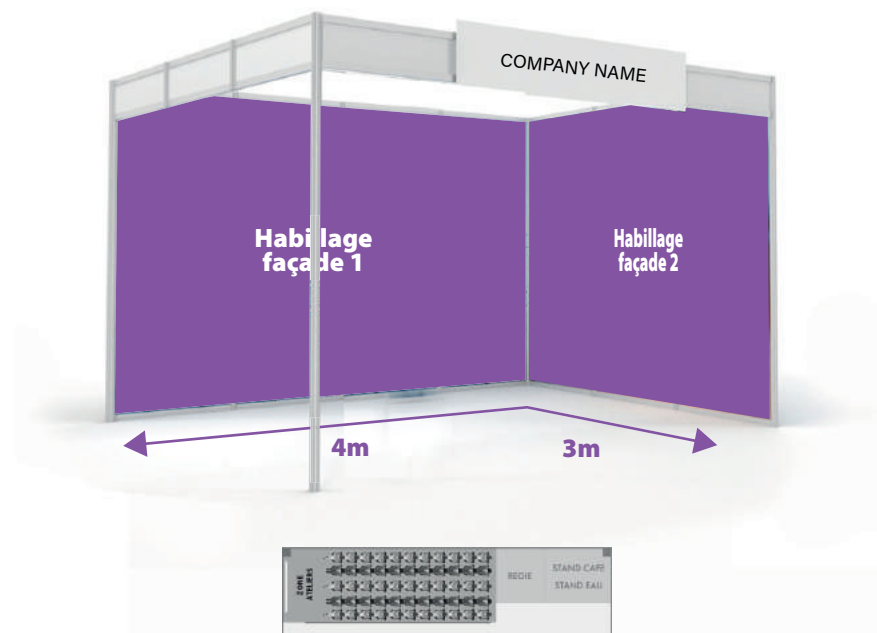 COMPANY NAME
Habillage
façade 1
Habillage
façade 2
4m
3m
ZONE
ATELIERS
REGIE
STAND CAFE
STAND EAU